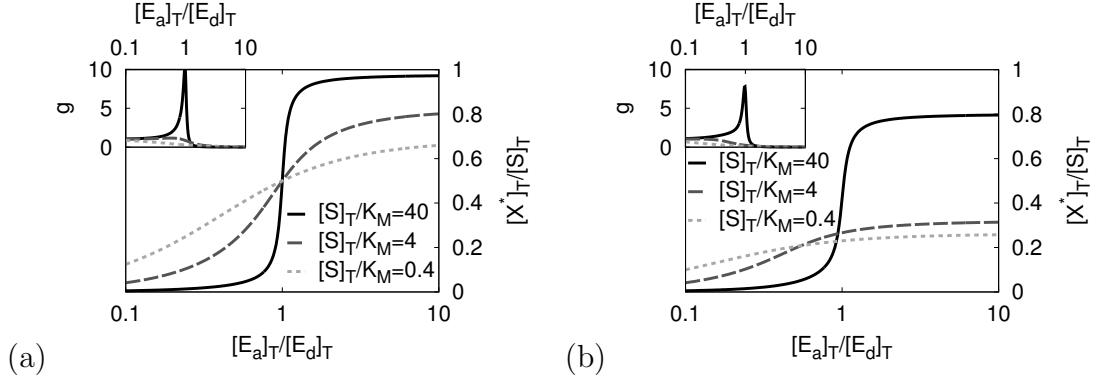 [E_a]_T/[E_d]_T
0.1 1 10
10
5
0
g
1
0.8
0.6
0.4
0.2
0
[X*]_T/[S]_T
[S]_T/K_M=40
[S]_T/K_M=4
[S]_T/K_M=0.4
0.1 1 10
[E_a]_T/[E_d]_T
(a)
[E_a]_T/[E_d]_T
0.1 1 10
10
5
0
g
1
0.8
0.6
0.4
0.2
0
[X*]_T/[S]_T
[S]_T/K_M=40
[S]_T/K_M=4
[S]_T/K_M=0.4
0.1 1 10
[E_a]_T/[E_d]_T
(b)